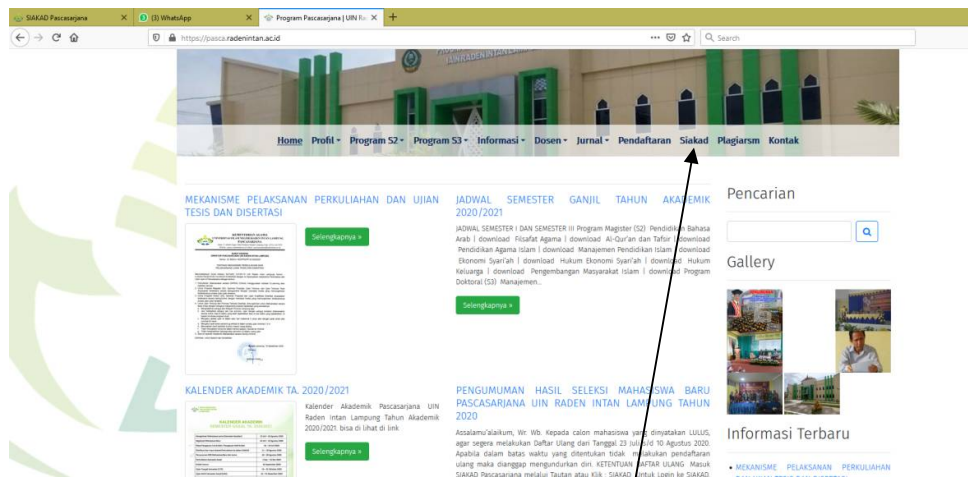 SIAKAD Pascasarjana
(3) WhatsApp
Program Pascasarjana | UIN Ra
https://pasca.radenintan.ac.id
Search
Home Profil Program S2 Program S3 Informasi Dosen Jurnal Pendaftaran Siakad Plagiarsm Kontak
MEKANISME PELAKSANAN PERKULIAHAN DAN UJIAN
TESIS DAN DISERTASI
Selengkapnya »
JADWAL SEMESTER GANJIL TAHUN AKADEMIK
2020/2021
JADWAL SEMESTER I DAN SEMESTER III Program Magister (S2) Pendidikan Bahasa
Arab | download Filsafat Agama | download Al-Qur'an dan Tafsir | download
Pendidikan Agama Islam | download Manajemen Pendidikan Islam | download
Ekonomi Syari'ah | download Hukum Ekonomi Syari'ah | download Hukum
Keluarga | download Pengembangan Masyarakat Islam | download Program
Doktoral (S3) Manajemen...
Selengkapnya »
Pencarian
Gallery
KALENDER AKADEMIK TA. 2020/2021
KALENDER AKADEMIK
Kalender Akademik Pascasarjana UIN
Raden Intan Lampung Tahun Akademik
2020/2021 bisa di lihat di link
Selengkapnya »
PENGUMUMAN HASIL SELEKSI MAHASISWA BARU
PASCASARJANA UIN RADEN INTAN LAMPUNG TAHUN
2020
Assalamu'alaikum, Wr. Wb. Kepada calon mahasiswa yang dinyatakan LULUS,
agar segera melakukan Daftar Ulang dari Tanggal 23 Juli s/d 10 Agustus 2020.
Apabila dalam batas waktu yang ditentukan tidak melakukan pendaftaran
ulang maka dianggap mengundurkan diri. KETENTUAN DAFTAR ULANG Masuk
SIAKAD Pascasarjana melalui Tautan atau Klik : SIAKAD Untuk Login ke SIAKAD,
Informasi Terbaru
• MEKANISME PELAKSANAN PERKULIAHAN